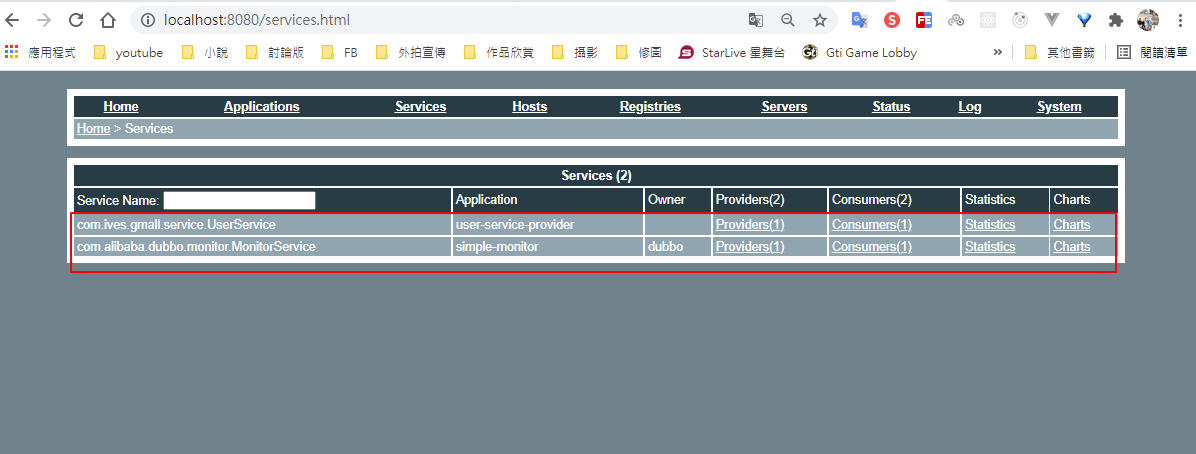 localhost:8080/services.html
應用程式 youtube 小說 討論版 FB 外拍宣傳 作品欣賞 攝影 修圖 StarLive 星舞台 Gti Game Lobby » 其他書籤 閱讀清單
Home Applications Services Hosts Registries Servers Status Log System
Home > Services
Services (2)
Service Name: Application Owner Providers(2) Consumers(2) Statistics Charts
com.ives.gmall.service.UserService user-service-provider Providers(1) Consumers(1) Statistics Charts
com.alibaba.dubbo.monitor.MonitorService simple-monitor dubbo Providers(1) Consumers(1) Statistics Charts